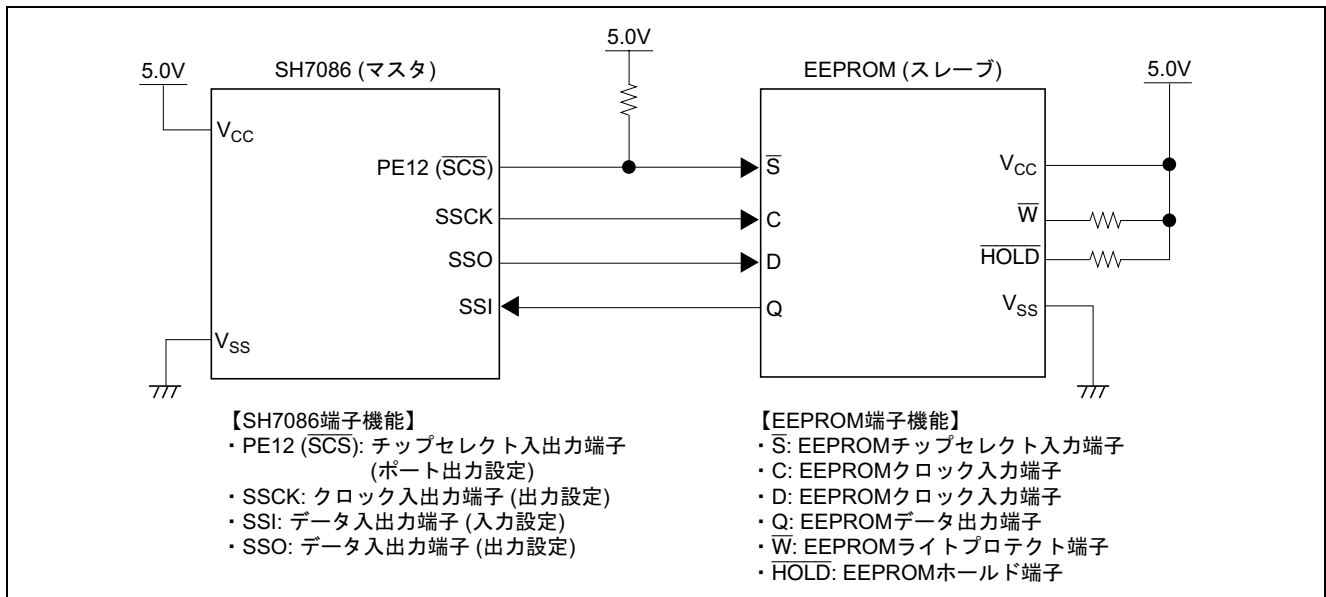 5.0V
5.0V
SH7086 (マスタ)
EEPROM (スレーブ)
5.0V
VCC
PE12 (SCS)
SSCK
SSO
SSI
VSS
S
C
D
Q
VCC
W
HOLD
VSS
【SH7086端子機能】
・PE12 (SCS): チップセレクト入出力端子
(ポート出力設定)
・SSCK: クロック入出力端子 (出力設定)
・SSI: データ入出力端子 (入力設定)
・SSO: データ入出力端子 (出力設定)
【EEPROM端子機能】
・S: EEPROMチップセレクト入力端子
・C: EEPROMクロック入力端子
・D: EEPROMクロック入力端子
・Q: EEPROMデータ出力端子
・W: EEPROMライトプロテクト端子
・HOLD: EEPROMホールド端子